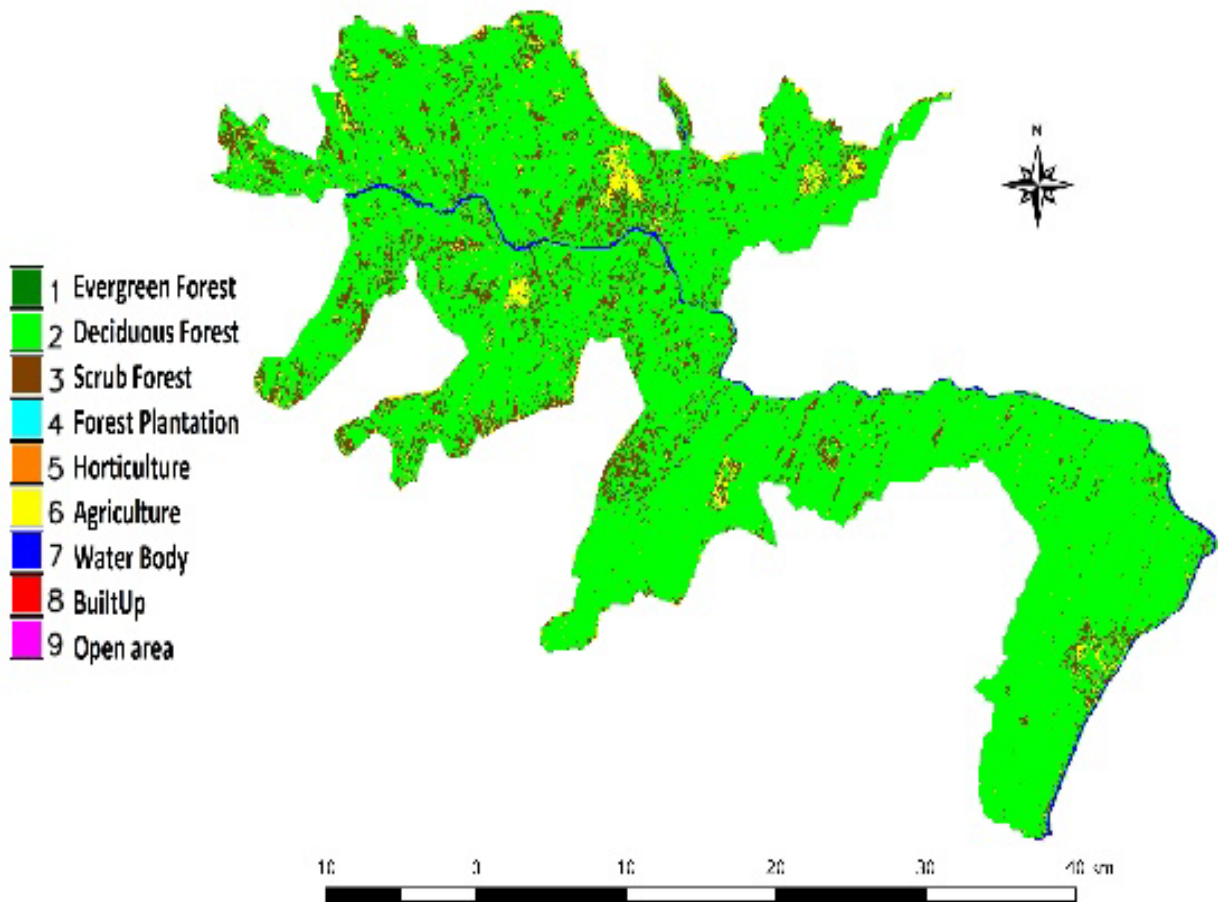 N
1 Evergreen Forest
2 Deciduous Forest
3 Scrub Forest
4 Forest Plantation
5 Horticulture
6 Agriculture
7 Water Body
8 BuiltUp
9 Open area
10 0 10 20 30 40 km